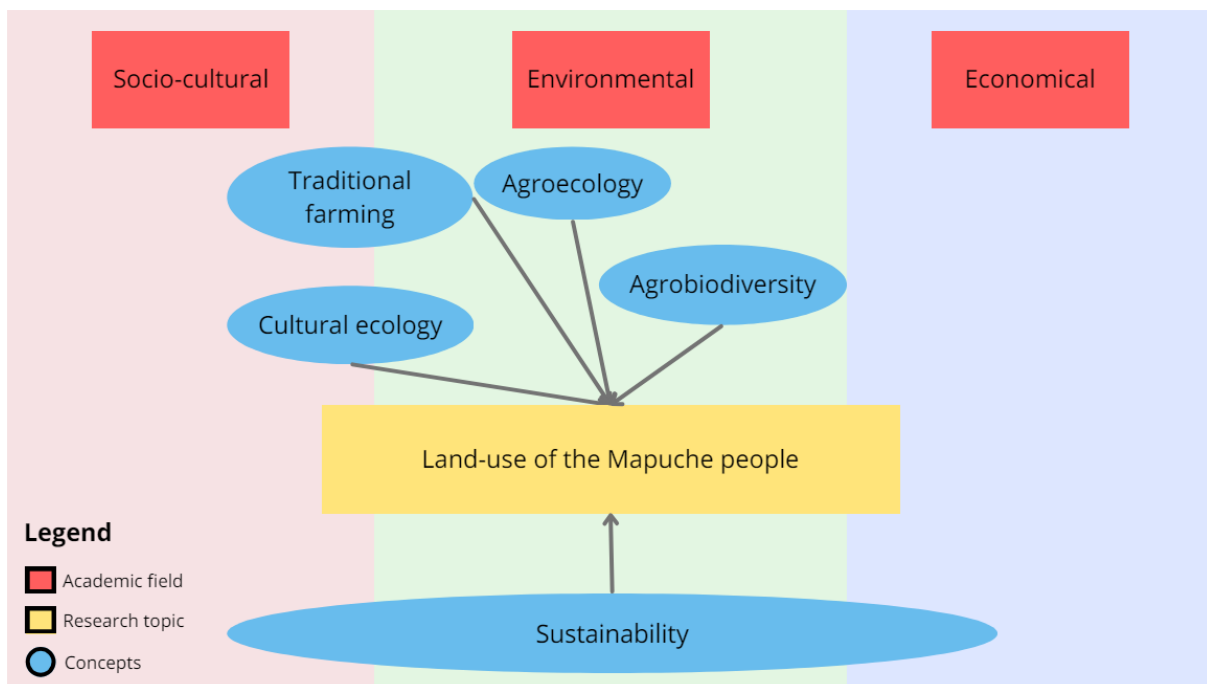 Socio-cultural
Environmental
Economical
Traditional
farming
Agroecology
Agrobiodiversity
Cultural ecology
Land-use of the Mapuche people
Legend
Academic field
Research topic
Concepts
Sustainability